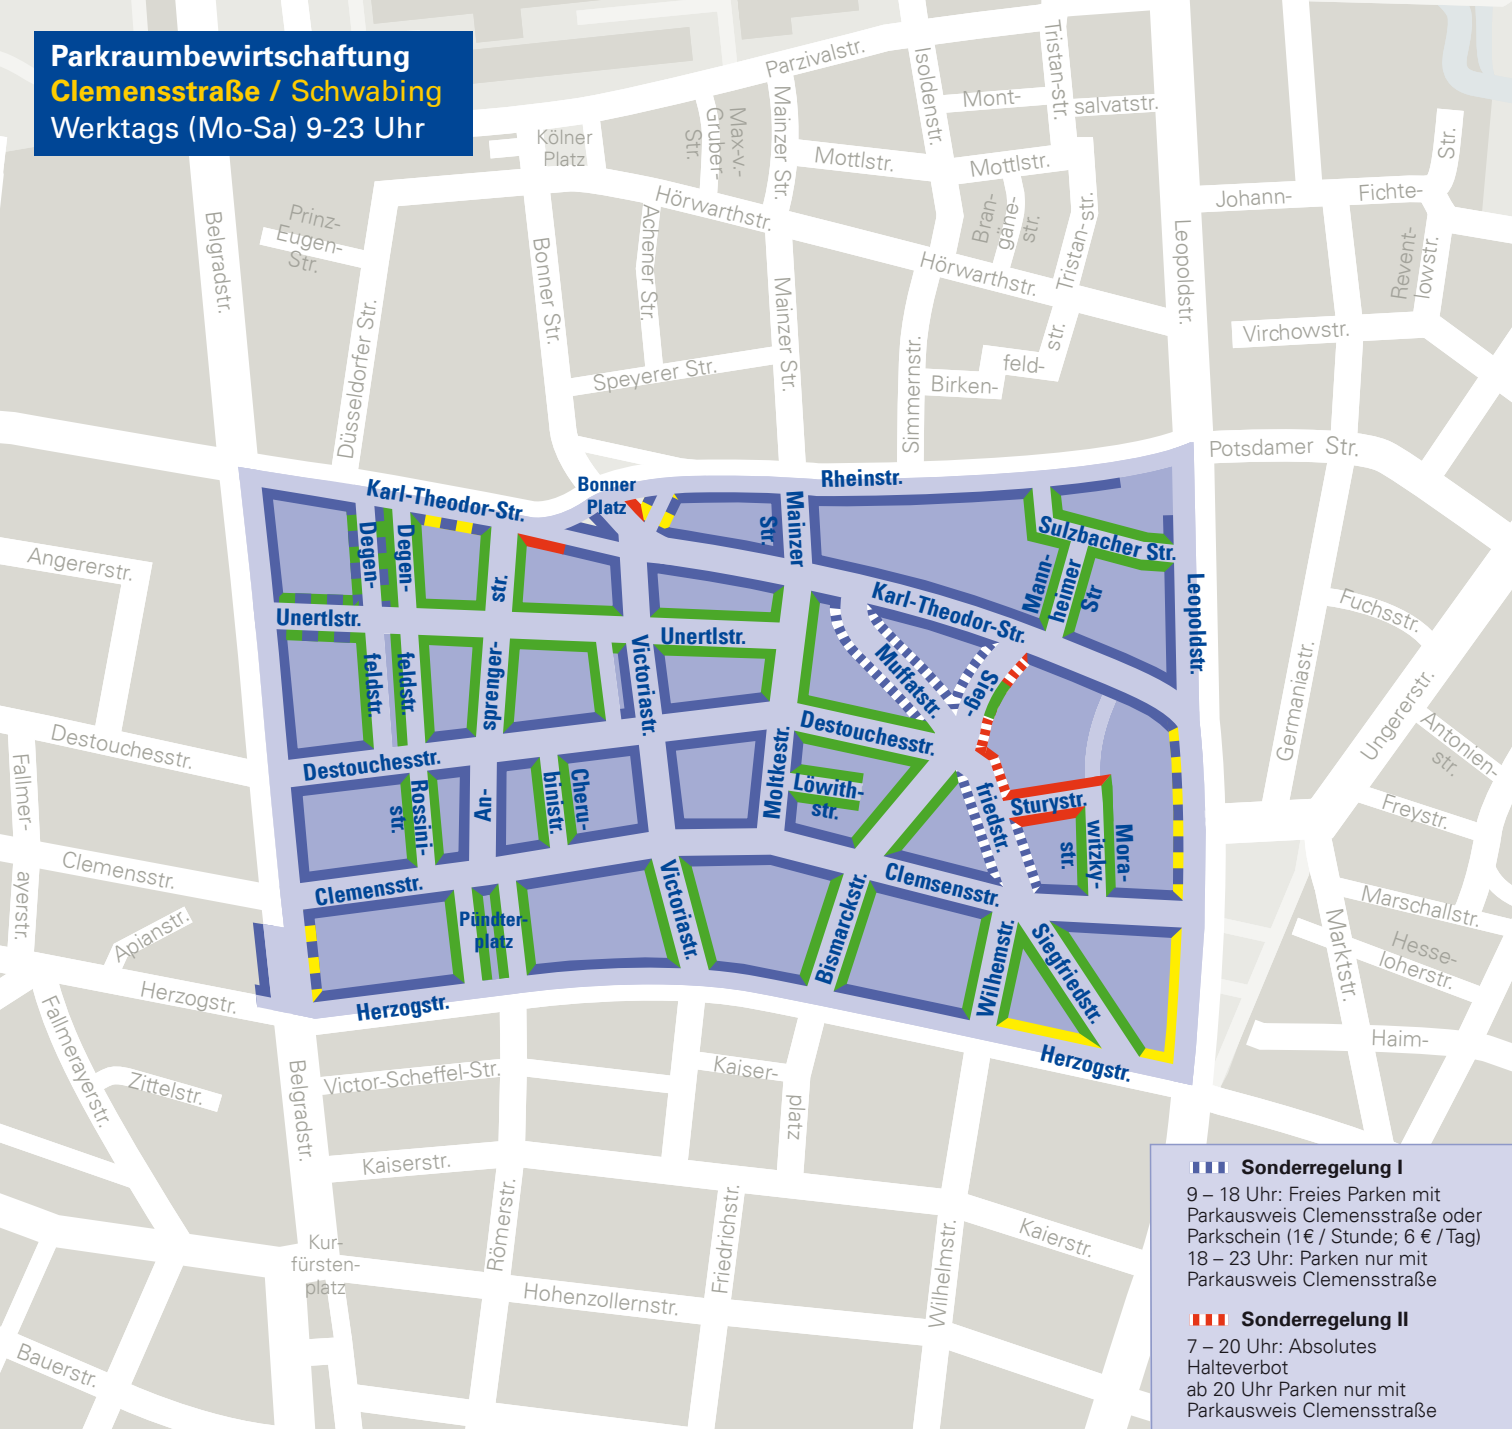 Parkraumbewirtschaftung
Clemensstraße / Schwabing
Werktags (Mo-Sa) 9-23 Uhr
Parzivalstr.
Isoldenstr.
Tristan-str.
Mont-
salvatstr.
Kölner
Platz
Max-v.-
Gruber-
Str.
Mainzer Str.
Mottlstr.
Mottlstr.
Str.
Johann-
Fichte-
Hörwarthstr.
Prinz-
Eugen-
Str.
Belgradstr.
Bonner Str.
Achener Str.
Bran-
gäne-
str.
Tristan-str.
Leopoldstr.
Revent-
lowstr.
Hörwarthstr.
Mainzer Str.
Düsseldorfer Str.
Virchowstr.
Simmernstr.
Birken-
feld-
str.
Speyerer Str.
Potsdamer Str.
Rheinstr.
Bonner
Platz
Karl-Theodor-Str.
Mainzer
Str.
Sulzbacher Str.
Degen-
Degen-
str.
Mann-
heimer
Str
Angererstr.
Leopoldstr.
Karl-Theodor-Str.
Fuchsstr.
Unertlstr.
Unertlstr.
feldstr.
feldstr.
sprenger-
Victoriastr.
Muffatstr.
Sieg-
Germaniastr.
Ungererstr.
Antonien-
str.
Destouchesstr.
Destouchesstr.
Destouchesstr.
Fallmer-
ayerstr.
Rossini-
str.
An-
Cheru-
binistr.
Moltkestr.
Löwith-
str.
friedstr.
Sturystr.
Mora-
witzky-
str.
Freystr.
Clemensstr.
Clemensstr.
Clemsensstr.
Marschallstr.
Apianstr.
Pündter-
platz
Victoriastr.
Bismarckstr.
Wilhemstr.
Siegfriedstr.
Marktstr.
Hesse-
loherstr.
Herzogstr.
Herzogstr.
Herzogstr.
Haim-
Fallmerayerstr.
Zittelstr.
Belgradstr.
Victor-Scheffel-Str.
Kaiser-
platz
Kaiserstr.
Römerstr.
Friedrichstr.
Wilhelmstr.
Kaierstr.
Kur-
fürsten-
platz
Hohenzollernstr.
Bauerstr.
Sonderregelung I
9 – 18 Uhr: Freies Parken mit
Parkausweis Clemensstraße oder
Parkschein (1€ / Stunde; 6 € / Tag)
18 – 23 Uhr: Parken nur mit
Parkausweis Clemensstraße
Sonderregelung II
7 – 20 Uhr: Absolutes
Halteverbot
ab 20 Uhr Parken nur mit
Parkausweis Clemensstraße